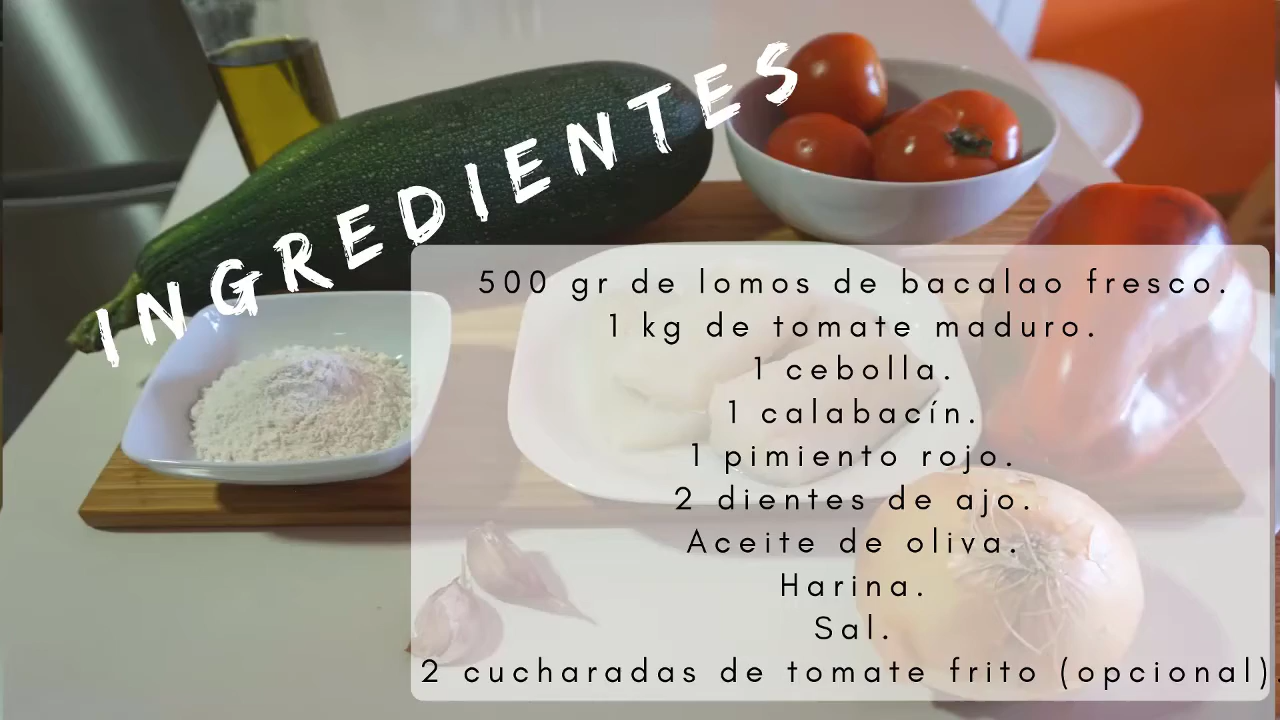 INGREDIENTES
500 gr de lomos de bacalao fresco.
1 kg de tomate maduro.
1 cebolla.
1 calabacín.
1 pimiento rojo.
2 dientes de ajo.
Aceite de oliva.
Harina.
Sal.
2 cucharadas de tomate frito (opcional).